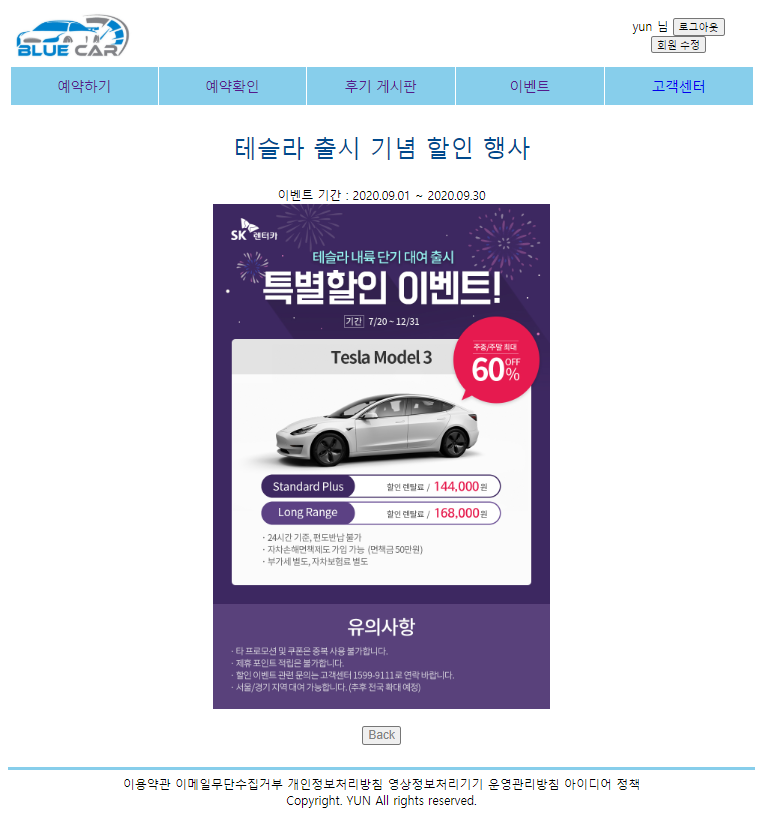 BLUE CAR
yun 님 로그아웃
회원 수정
예약하기 예약확인 후기 게시판 이벤트 고객센터
테슬라 출시 기념 할인 행사
이벤트 기간 : 2020.09.01 ~ 2020.09.30
SK 렌터카
테슬라 내륙 단기 대여 출시
특별할인 이벤트!
기간 7/20 ~ 12/31
주중/주말 최대
60% OFF
Tesla Model 3
Standard Plus 할인 렌탈료 / 144,000원
Long Range 할인 렌탈료 / 168,000원
· 24시간 기준, 편도반납 불가
· 자차손해면책제도 가입 가능 (면책금 50만원)
· 부가세 별도, 자차보험료 별도
유의사항
· 타 프로모션 및 쿠폰은 중복 사용 불가합니다.
· 제휴 포인트 적립은 불가합니다.
· 할인 이벤트 관련 문의는 고객센터 1599-9111로 연락 바랍니다.
· 서울/경기 지역 대여 가능합니다. (추후 전국 확대 예정)
Back
이용약관 이메일무단수집거부 개인정보처리방침 영상정보처리기기 운영관리방침 아이디어 정책
Copyright. YUN All rights reserved.